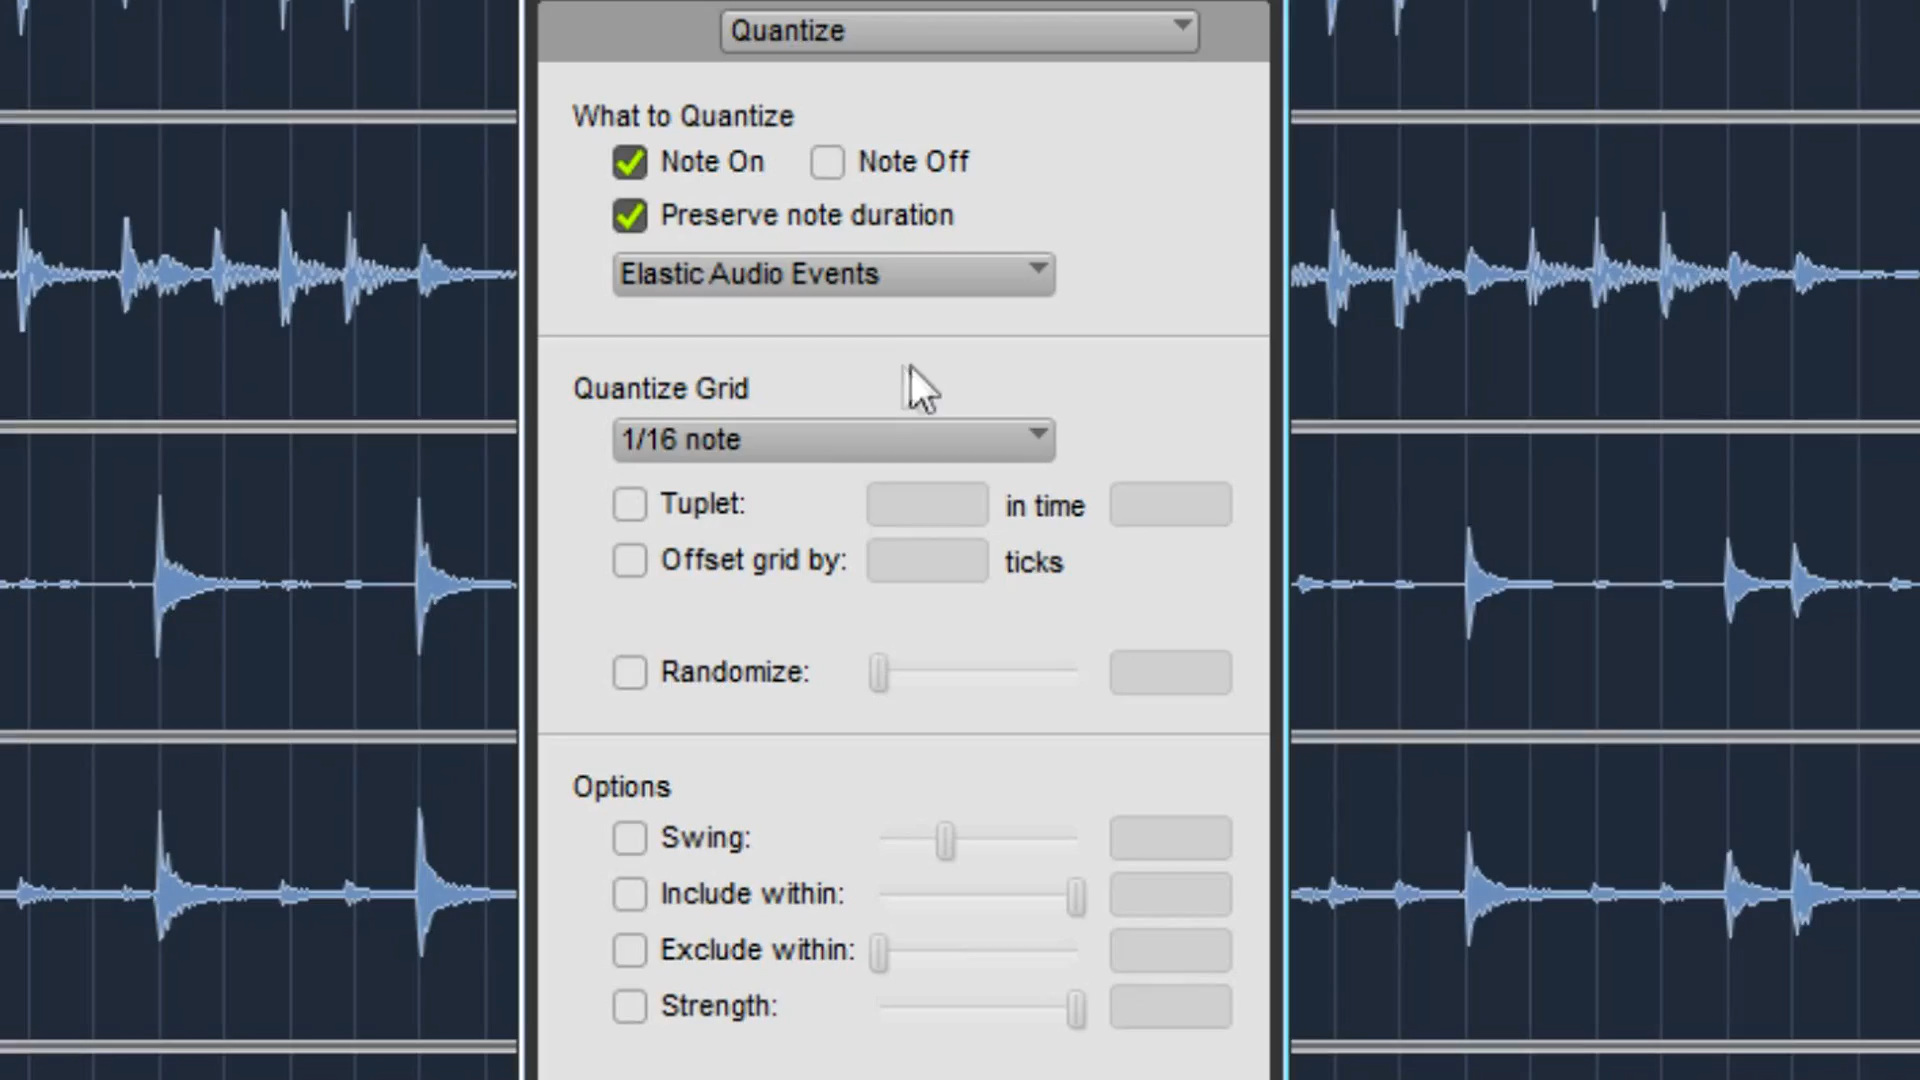 Quantize
What to Quantize
Note On Note Off
Preserve note duration
Elastic Audio Events
Quantize Grid
1/16 note
Tuplet: in time
Offset grid by: ticks
Randomize:
Options
Swing:
Include within:
Exclude within:
Strength: